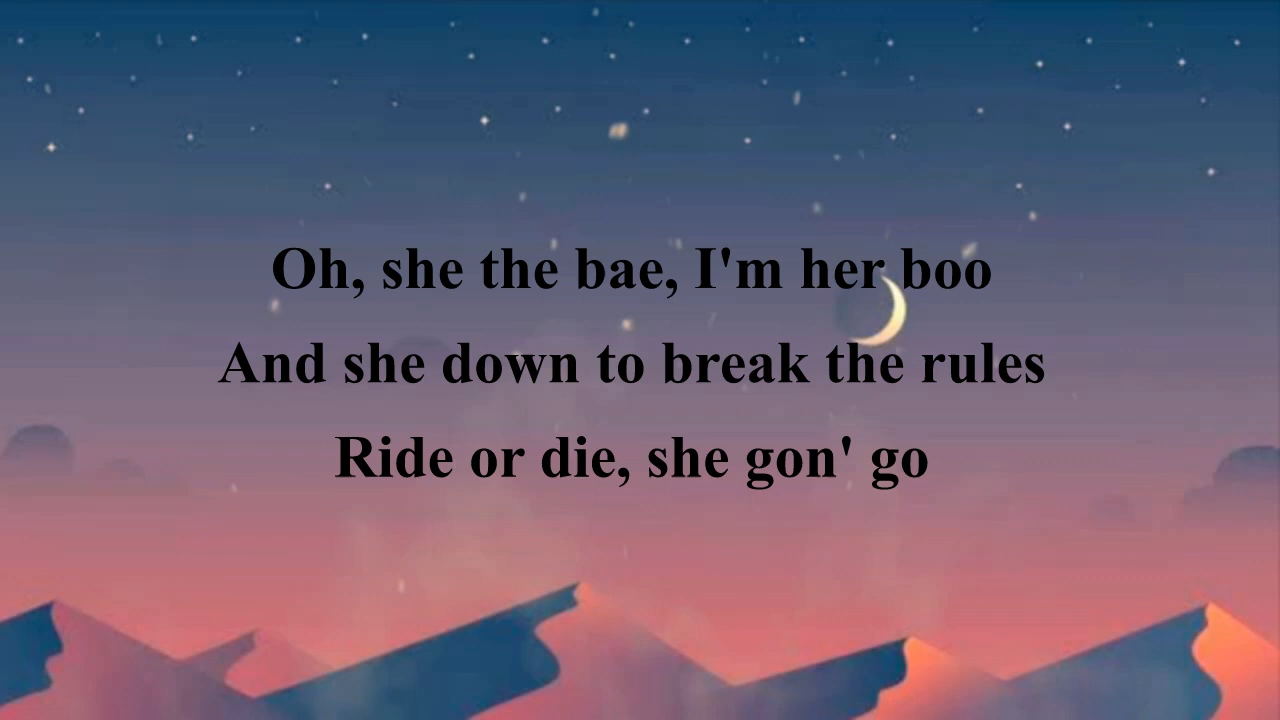 Oh, she the bae, I'm her boo
And she down to break the rules
Ride or die, she gon' go